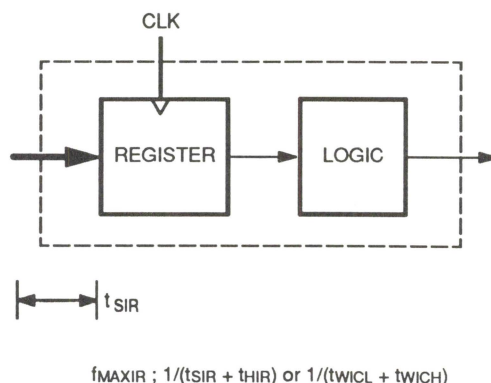 CLK
REGISTER
LOGIC
tSIR
fMAXIR ; 1/(tSIR + tHIR) or 1/(tWICL + tWICH)